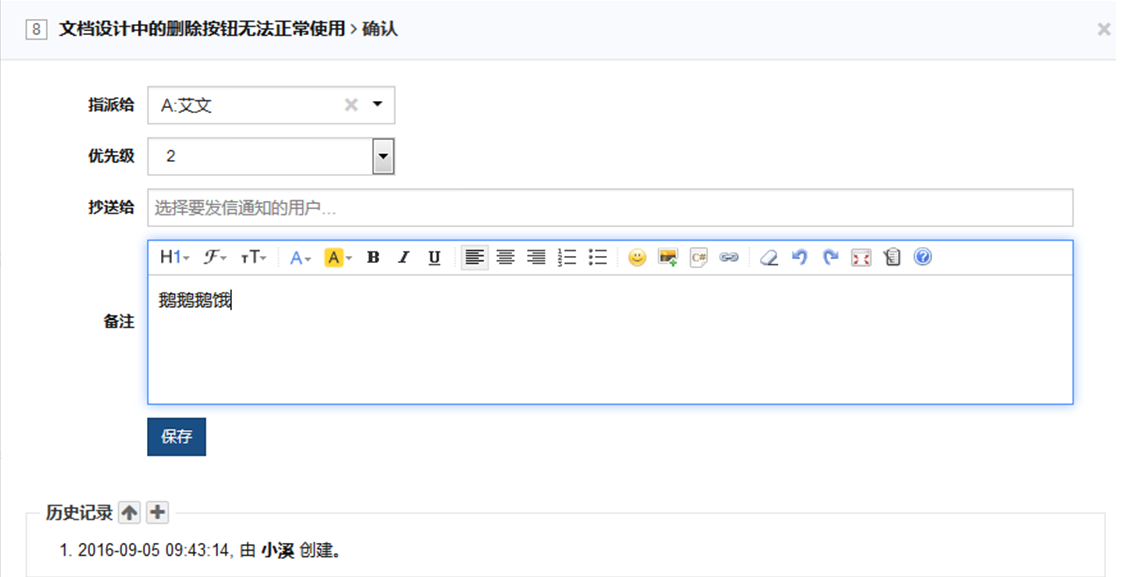 8 文档设计中的删除按钮无法正常使用 > 确认 ×
指派给 A:艾文 ×
优先级 2
抄送给 选择要发信通知的用户...
H1 ℱ тT A A B I U C# ?
备注 鹅鹅鹅饿
保存
历史记录
1. 2016-09-05 09:43:14, 由 小溪 创建。